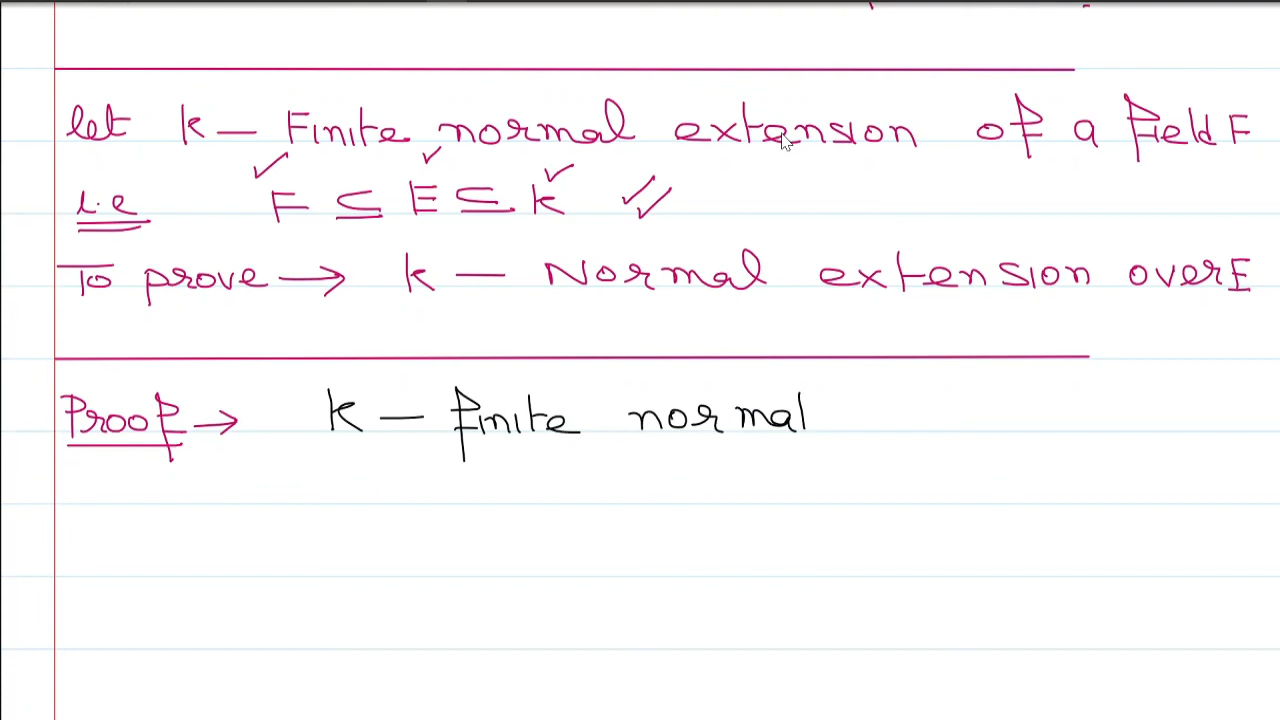 let k – Finite normal extension of a field F
i.e F ⊆ E ⊆ k
To prove → k – Normal extension over E
Proof → k – finite normal